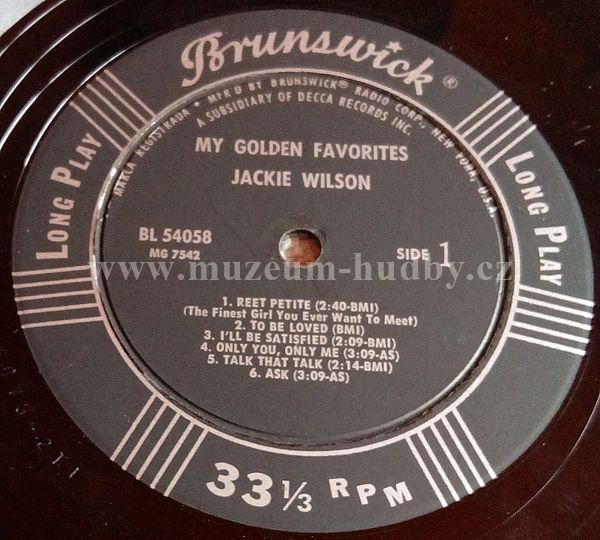 Brunswick®
MARCA REGISTRADA • MFR'D BY BRUNSWICK® RADIO CORP., NEW YORK, U.S.A.
A SUBSIDIARY OF DECCA RECORDS INC.
LONG PLAY
LONG PLAY
MY GOLDEN FAVORITES
JACKIE WILSON
BL 54058
MG 7542
SIDE 1
www.muzeum-hudby.cz
1. REET PETITE (2:40-BMI)
(The Finest Girl You Ever Want To Meet)
2. TO BE LOVED (BMI)
3. I'LL BE SATISFIED (2:09-BMI)
4. ONLY YOU, ONLY ME (3:09-AS)
5. TALK THAT TALK (2:14-BMI)
6. ASK (3:09-AS)
33 1/3 RPM